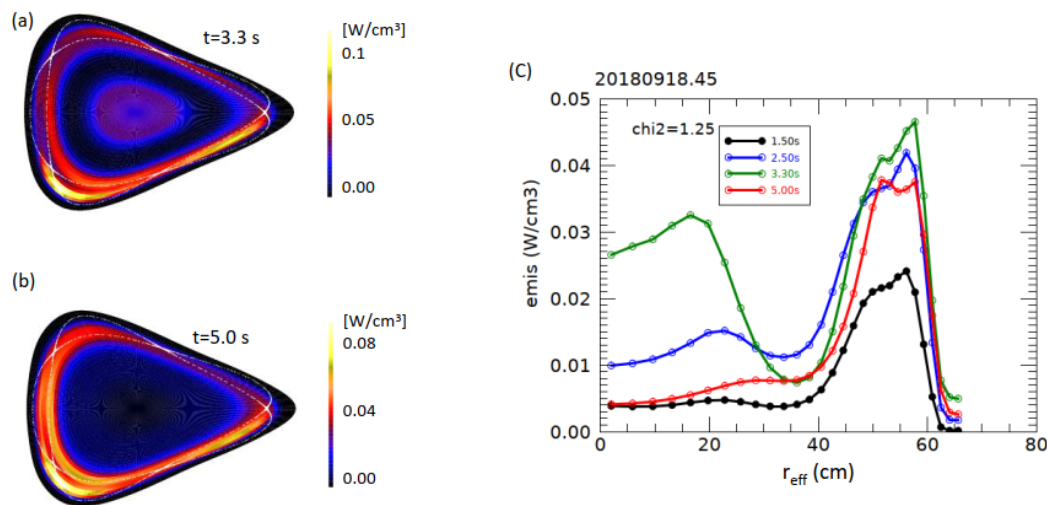 (a)
t=3.3 s
[W/cm³]
0.1
0.05
0.00
(b)
t=5.0 s
[W/cm³]
0.08
0.04
0.00
(C)
20180918.45
chi2=1.25
1.50s
2.50s
3.30s
5.00s
emis (W/cm3)
0.05
0.04
0.03
0.02
0.01
0.00
0 20 40 60 80
r_eff (cm)